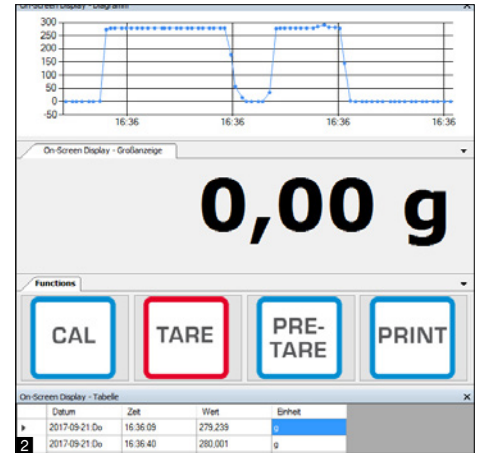 On-Screen Display - Diagramm x
300
250
200
150
100
50
0
-50
16:36 16:36 16:36 16:36
On-Screen Display - Großanzeige
0,00 g
Functions
CAL TARE PRE-TARE PRINT
On-Screen Display - Tabelle x
Datum Zeit Wert Einheit
2017-09-21:Do 16:36:09 279,239 g
2 2017-09-21:Do 16:36:40 280,001 g